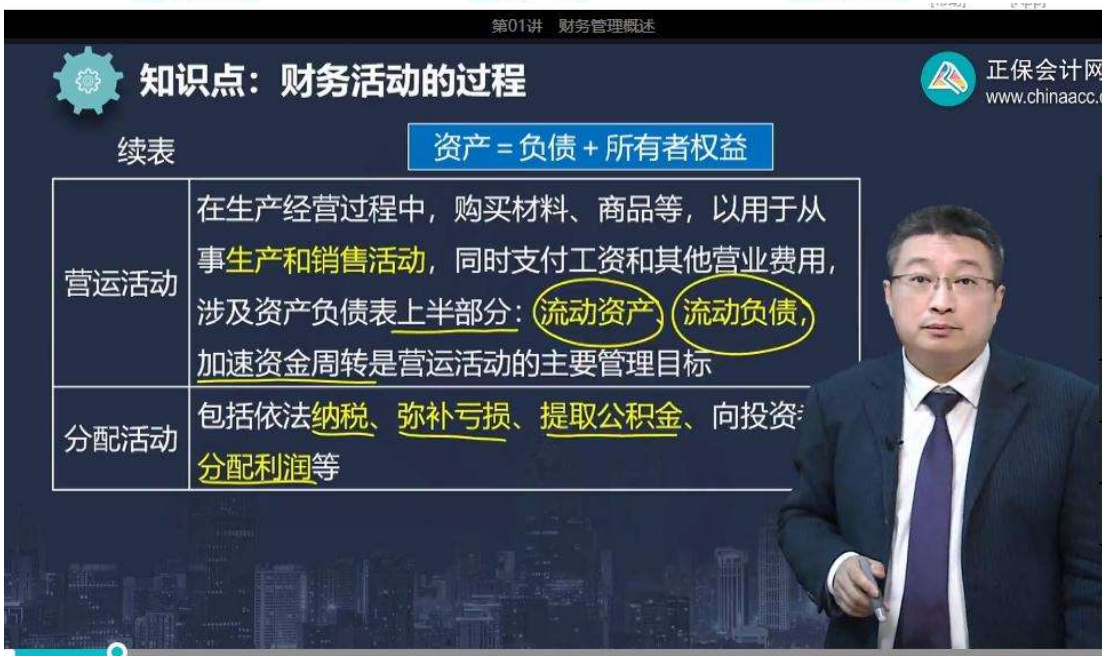 第01讲 财务管理概述
知识点：财务活动的过程
正保会计网
www.chinaacc.
续表
资产＝负债＋所有者权益
营运活动
在生产经营过程中，购买材料、商品等，以用于从
事生产和销售活动，同时支付工资和其他营业费用，
涉及资产负债表上半部分：流动资产、流动负债，
加速资金周转是营运活动的主要管理目标
分配活动
包括依法纳税、弥补亏损、提取公积金、向投资
分配利润等